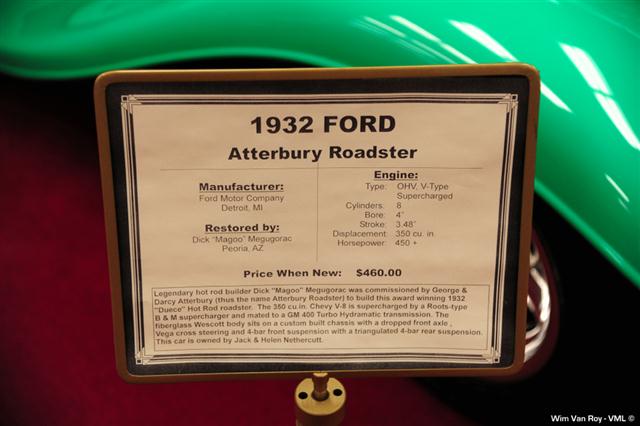 1932 FORD
Atterbury Roadster
Manufacturer:
Ford Motor Company
Detroit, MI
Restored by:
Dick "Magoo" Megugorac
Peoria, AZ
Engine:
Type: OHV, V-Type
Supercharged
Cylinders: 8
Bore: 4"
Stroke: 3.48"
Displacement: 350 cu. in
Horsepower: 450 +
Price When New: $460.00
Legendary hot rod builder Dick "Magoo" Megugorac was commissioned by George &
Darcy Atterbury (thus the name Atterbury Roadster) to build this award winning 1932
"Duece" Hot Rod roadster. The 350 cu.in. Chevy V-8 is supercharged by a Roots-type
B & M supercharger and mated to a GM 400 Turbo Hydramatic transmission. The
fiberglass Wescott body sits on a custom built chassis with a dropped front axle ,
Vega cross steering and 4-bar front suspension with a triangulated 4-bar rear suspension.
This car is owned by Jack & Helen Nethercutt.
Wim Van Roy - VML ©